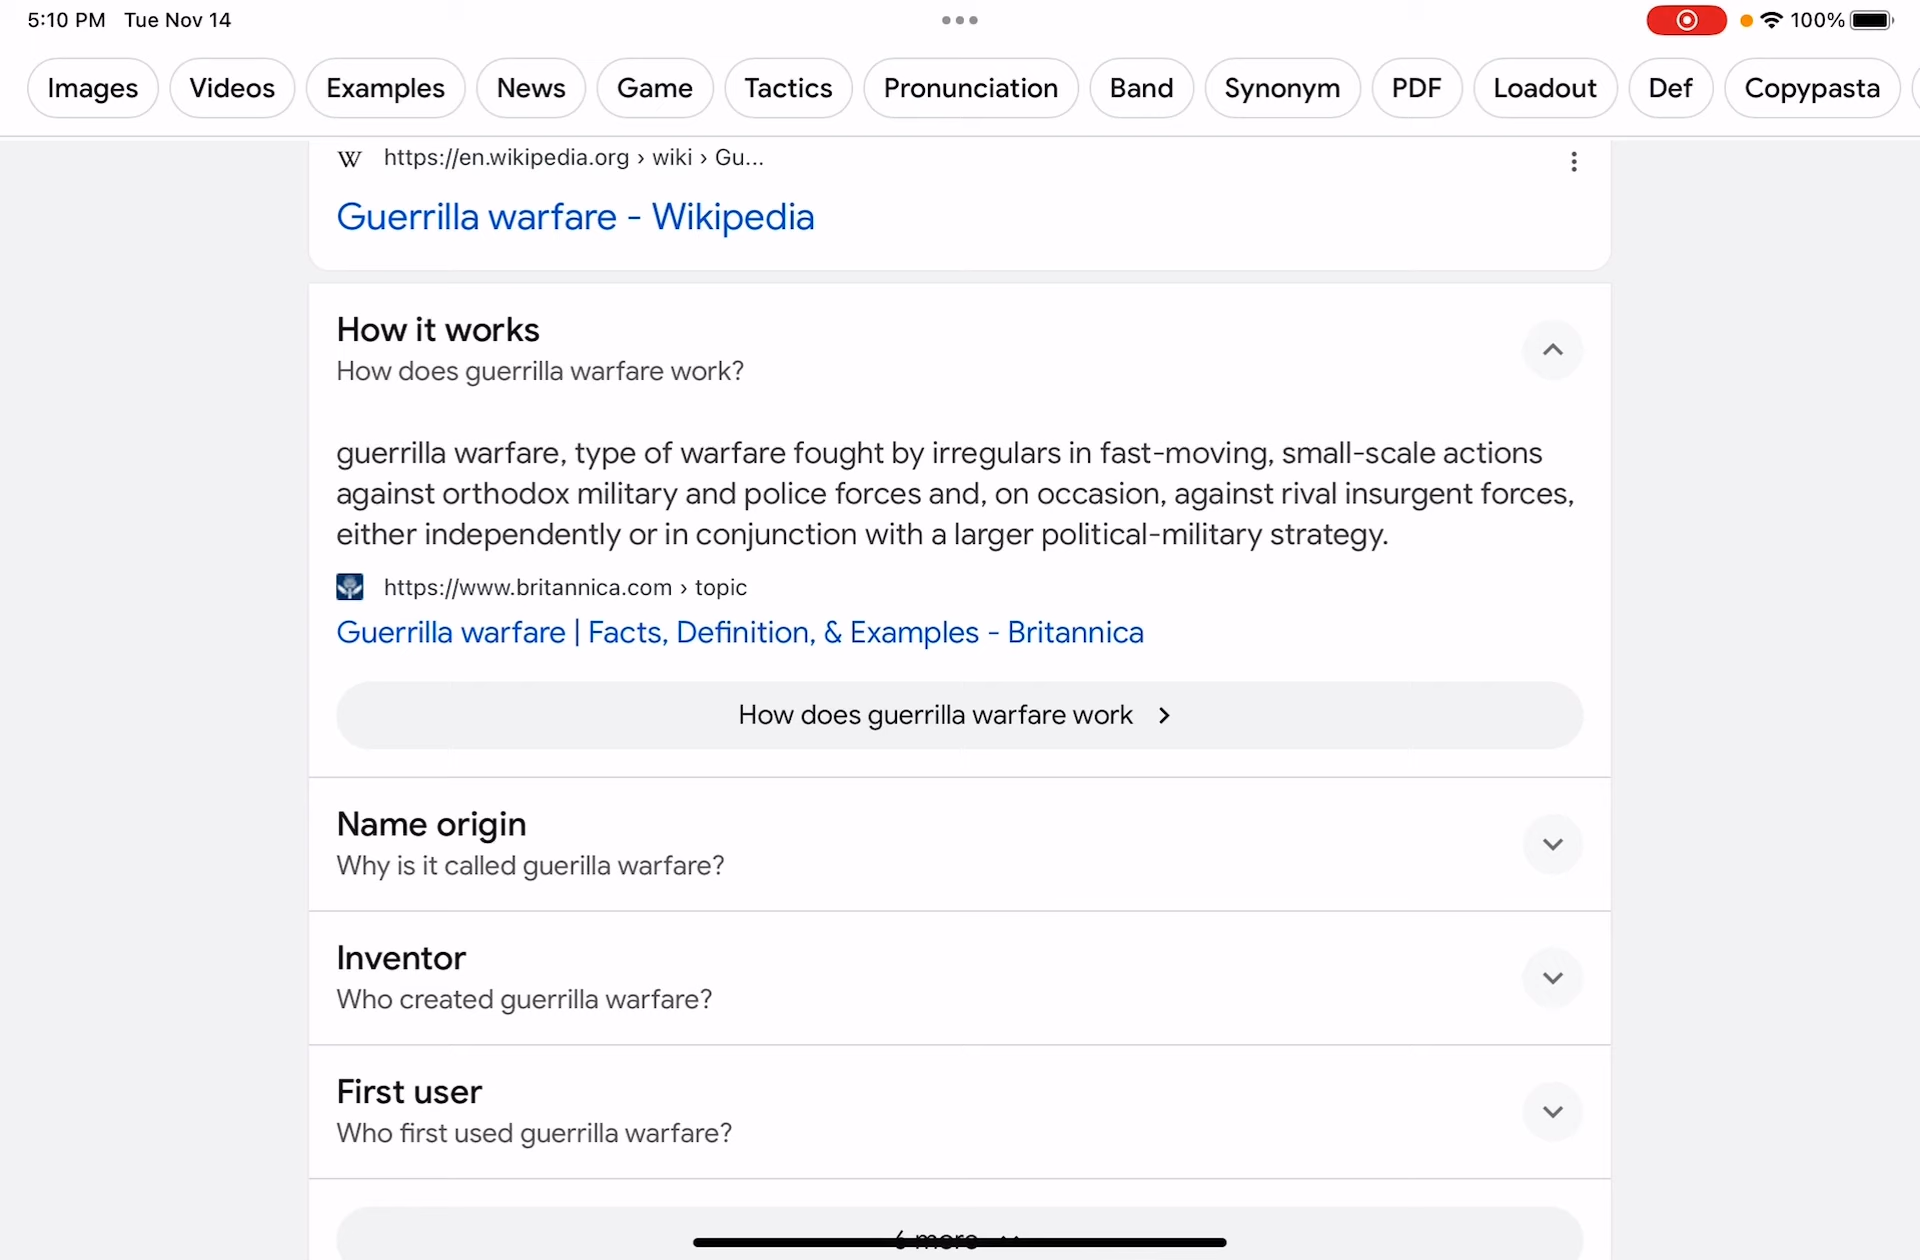 5:10 PM Tue Nov 14
100%
Images Videos Examples News Game Tactics Pronunciation Band Synonym PDF Loadout Def Copypasta
W https://en.wikipedia.org › wiki › Gu...
Guerrilla warfare - Wikipedia
How it works
How does guerrilla warfare work?
guerrilla warfare, type of warfare fought by irregulars in fast-moving, small-scale actions
against orthodox military and police forces and, on occasion, against rival insurgent forces,
either independently or in conjunction with a larger political-military strategy.
https://www.britannica.com › topic
Guerrilla warfare | Facts, Definition, & Examples - Britannica
How does guerrilla warfare work
Name origin
Why is it called guerilla warfare?
Inventor
Who created guerrilla warfare?
First user
Who first used guerrilla warfare?
6 more